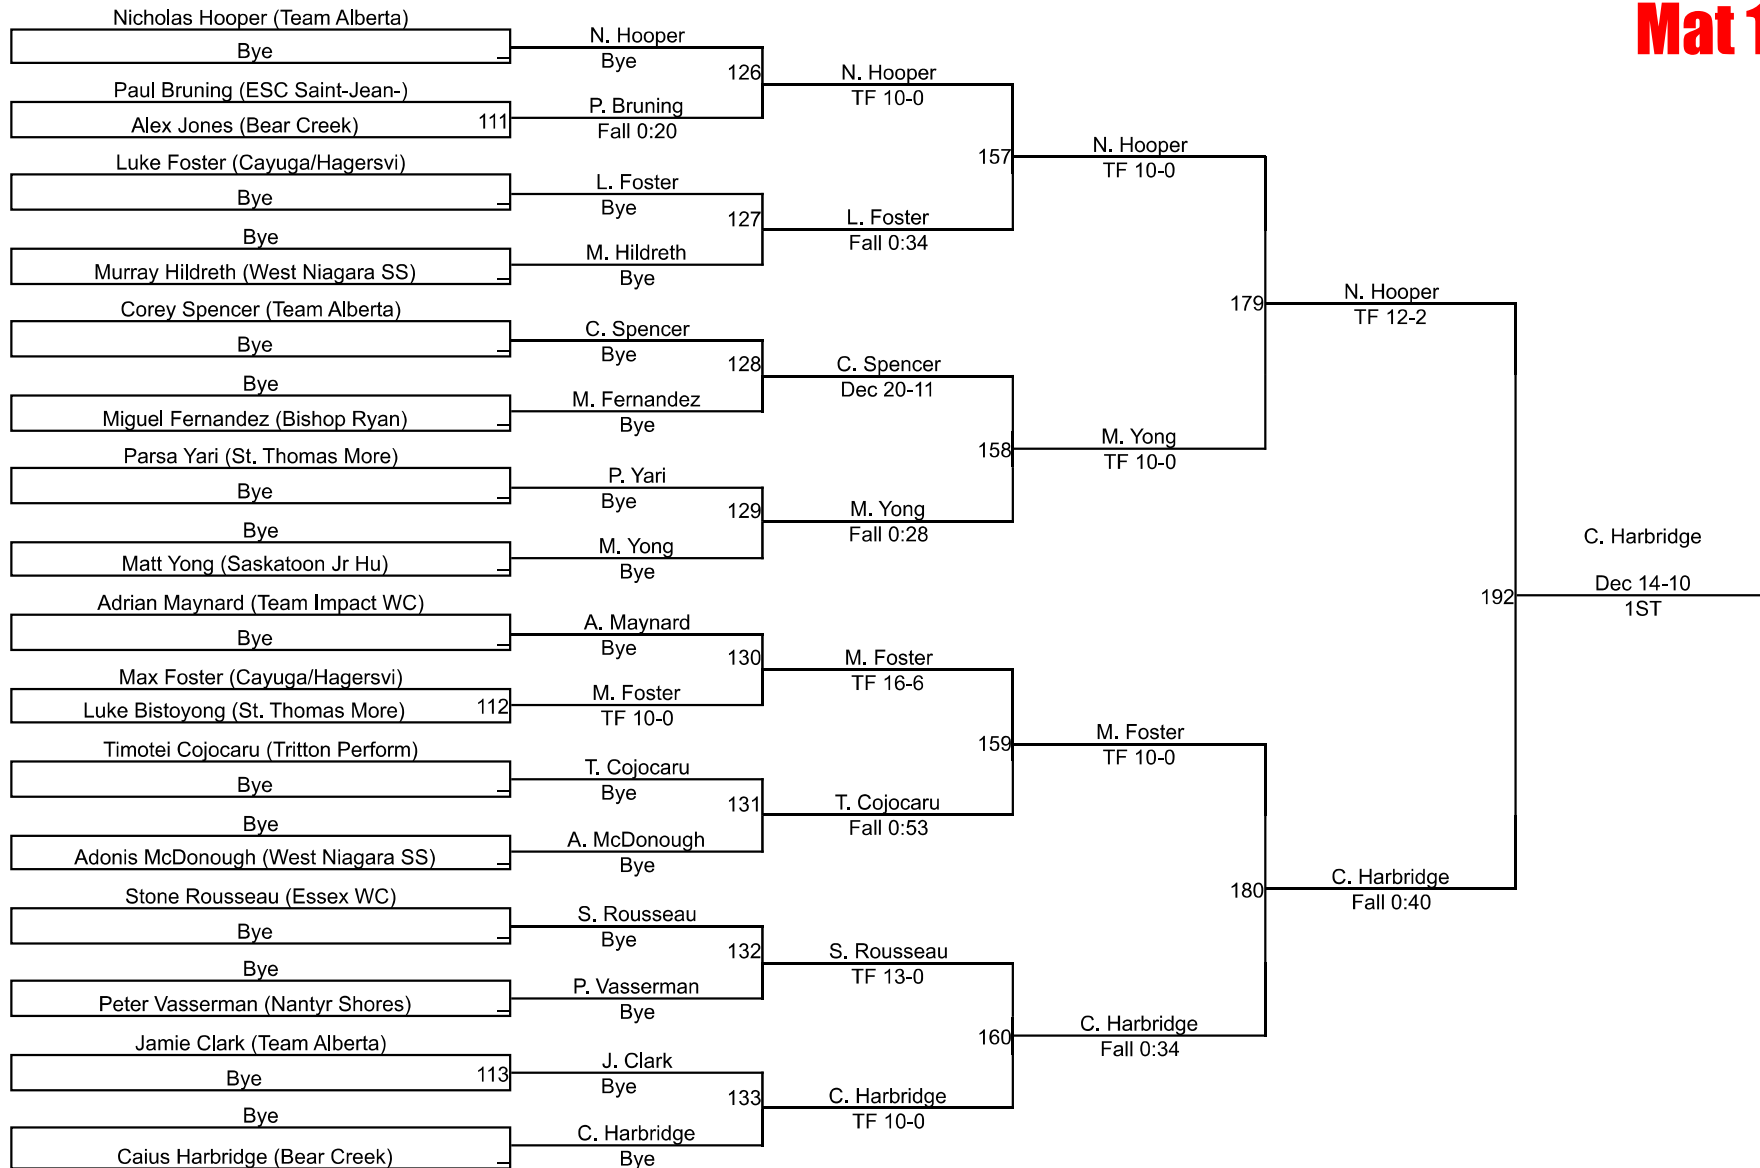 Mat 1
Nicholas Hooper (Team Alberta)
Bye
Paul Bruning (ESC Saint-Jean-)
Alex Jones (Bear Creek) 111
Luke Foster (Cayuga/Hagersvi)
Bye
Bye
Murray Hildreth (West Niagara SS)
Corey Spencer (Team Alberta)
Bye
Bye
Miguel Fernandez (Bishop Ryan)
Parsa Yari (St. Thomas More)
Bye
Bye
Matt Yong (Saskatoon Jr Hu)
Adrian Maynard (Team Impact WC)
Bye
Max Foster (Cayuga/Hagersvi)
Luke Bistoyong (St. Thomas More) 112
Timotei Cojocaru (Tritton Perform)
Bye
Bye
Adonis McDonough (West Niagara SS)
Stone Rousseau (Essex WC)
Bye
Bye
Peter Vasserman (Nantyr Shores)
Jamie Clark (Team Alberta)
Bye 113
Bye
Caius Harbridge (Bear Creek)
N. Hooper
Bye
126
P. Bruning
Fall 0:20
L. Foster
Bye
127
M. Hildreth
Bye
C. Spencer
Bye
128
M. Fernandez
Bye
P. Yari
Bye
129
M. Yong
Bye
A. Maynard
Bye
130
M. Foster
TF 10-0
T. Cojocaru
Bye
131
A. McDonough
Bye
S. Rousseau
Bye
132
P. Vasserman
Bye
J. Clark
Bye
133
C. Harbridge
Bye
N. Hooper
TF 10-0
157
L. Foster
Fall 0:34
C. Spencer
Dec 20-11
158
M. Yong
Fall 0:28
M. Foster
TF 16-6
159
T. Cojocaru
Fall 0:53
S. Rousseau
TF 13-0
160
C. Harbridge
TF 10-0
N. Hooper
TF 10-0
179
M. Yong
TF 10-0
M. Foster
TF 10-0
180
C. Harbridge
Fall 0:34
N. Hooper
TF 12-2
192
C. Harbridge
Fall 0:40
C. Harbridge
Dec 14-10
1ST